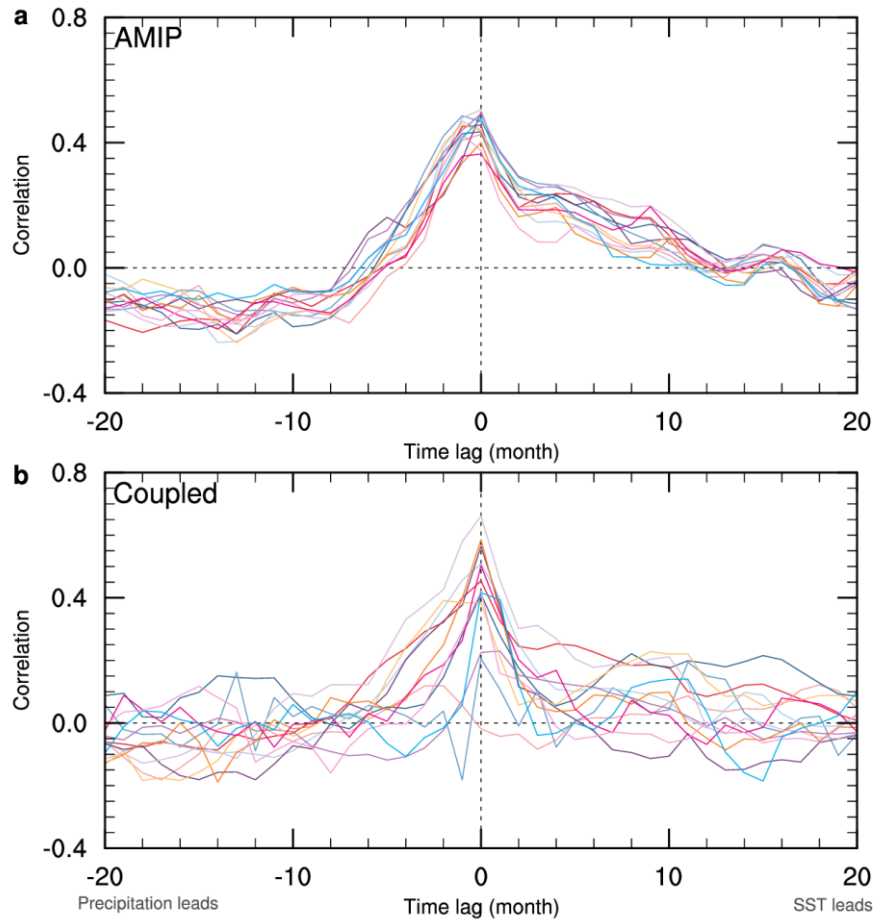 a
AMIP
0.8
0.4
0.0
-0.4
Correlation
-20 -10 0 10 20
Time lag (month)
b
Coupled
0.8
0.4
0.0
-0.4
Correlation
-20 -10 0 10 20
Precipitation leads Time lag (month) SST leads